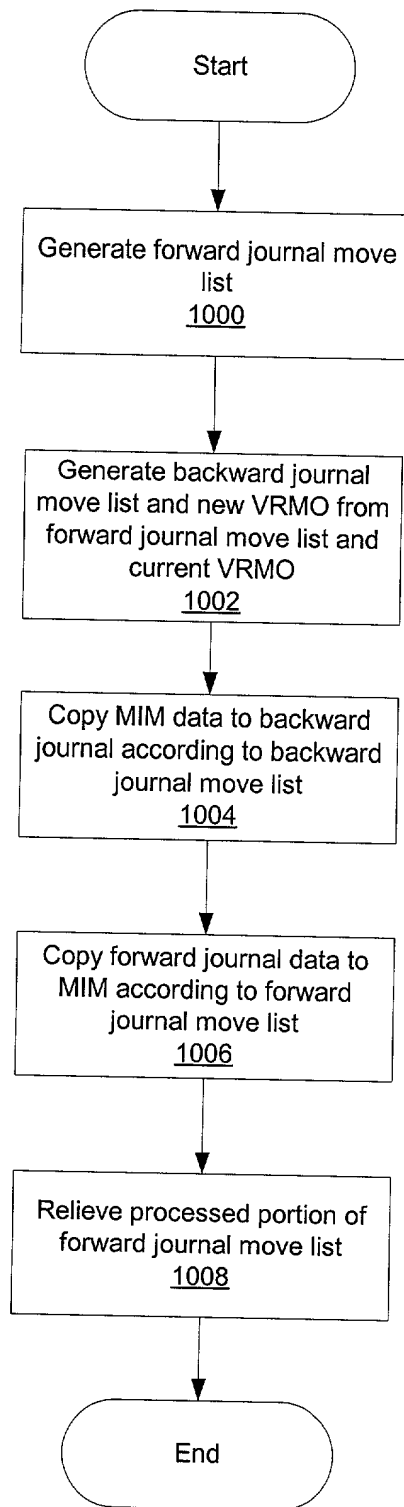 Start
Generate forward journal move
list
1000
Generate backward journal
move list and new VRMO from
forward journal move list and
current VRMO
1002
Copy MIM data to backward
journal according to backward
journal move list
1004
Copy forward journal data to
MIM according to forward
journal move list
1006
Relieve processed portion of
forward journal move list
1008
End